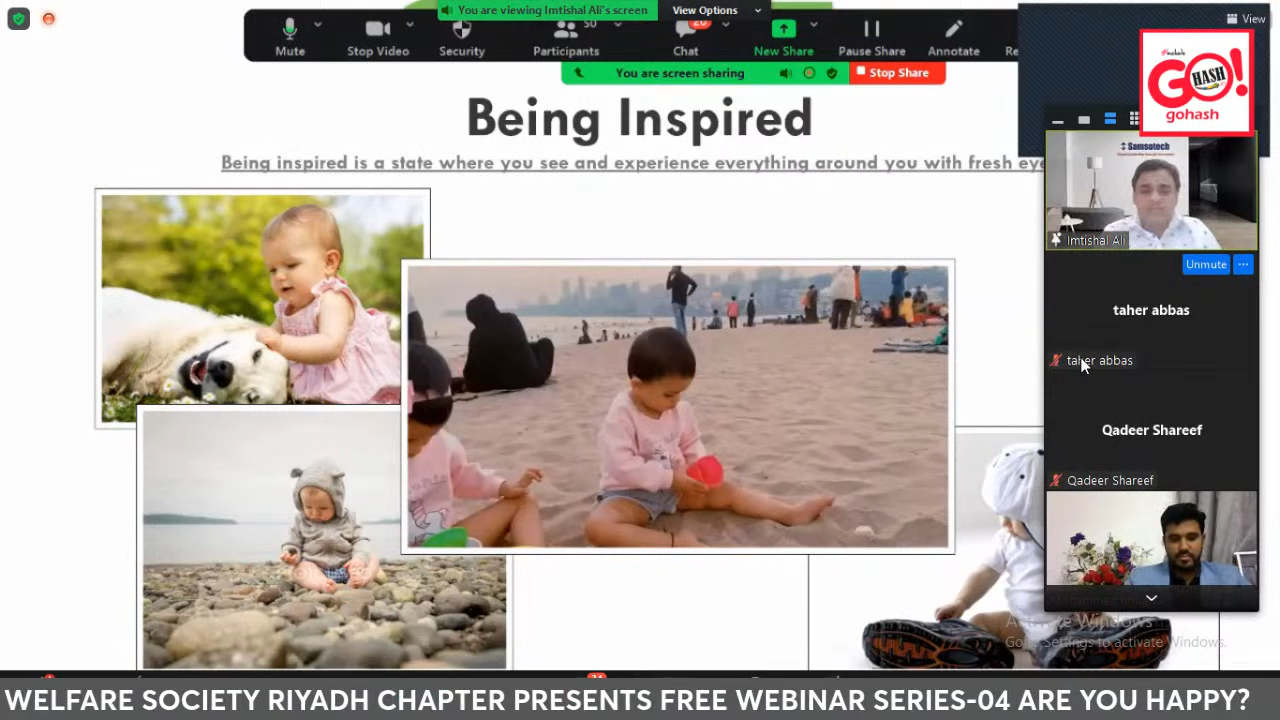 You are viewing Imtishal Ali's screen
View Options
View
50
26
Mute
Stop Video
Security
Participants
Chat
New Share
Pause Share
Annotate
Re
You are screen sharing
Stop Share
#include
GO!
HASH
gohash
Being Inspired
Being inspired is a state where you see and experience everything around you with fresh eye
Samsotech
Imtishal Ali
Unmute
taher abbas
taher abbas
Qadeer Shareef
Qadeer Shareef
Activate Windows
Go to Settings to activate Windows.
WELFARE SOCIETY RIYADH CHAPTER PRESENTS FREE WEBINAR SERIES-04 ARE YOU HAPPY?